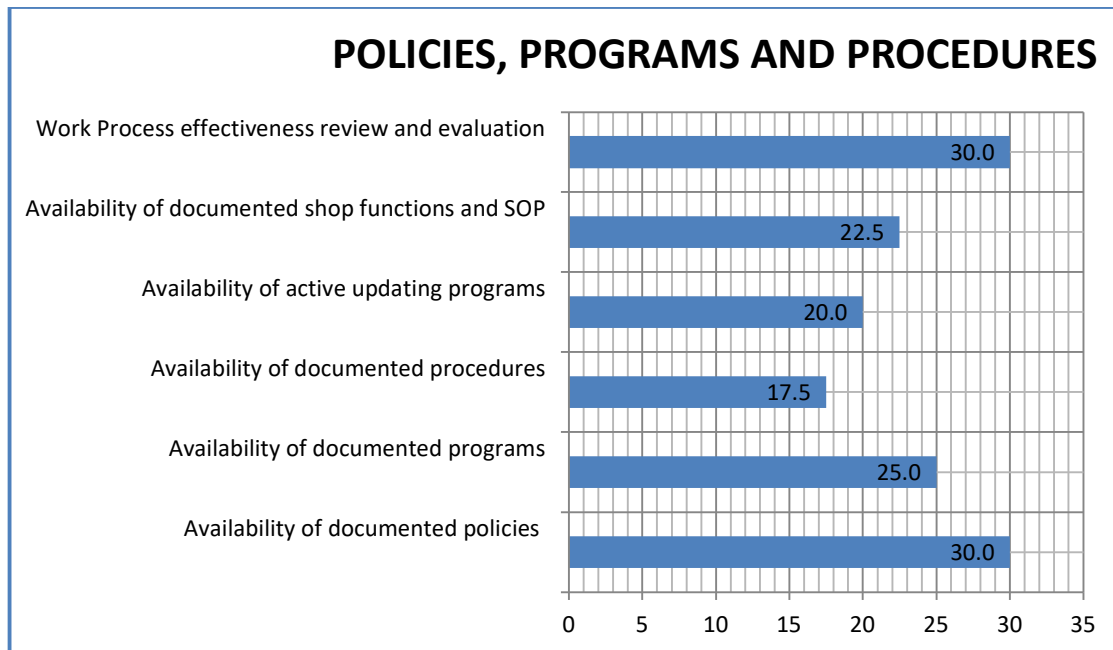 POLICIES, PROGRAMS AND PROCEDURES
Work Process effectiveness review and evaluation
30.0
Availability of documented shop functions and SOP
22.5
Availability of active updating programs
20.0
Availability of documented procedures
17.5
Availability of documented programs
25.0
Availability of documented policies
30.0
0 5 10 15 20 25 30 35